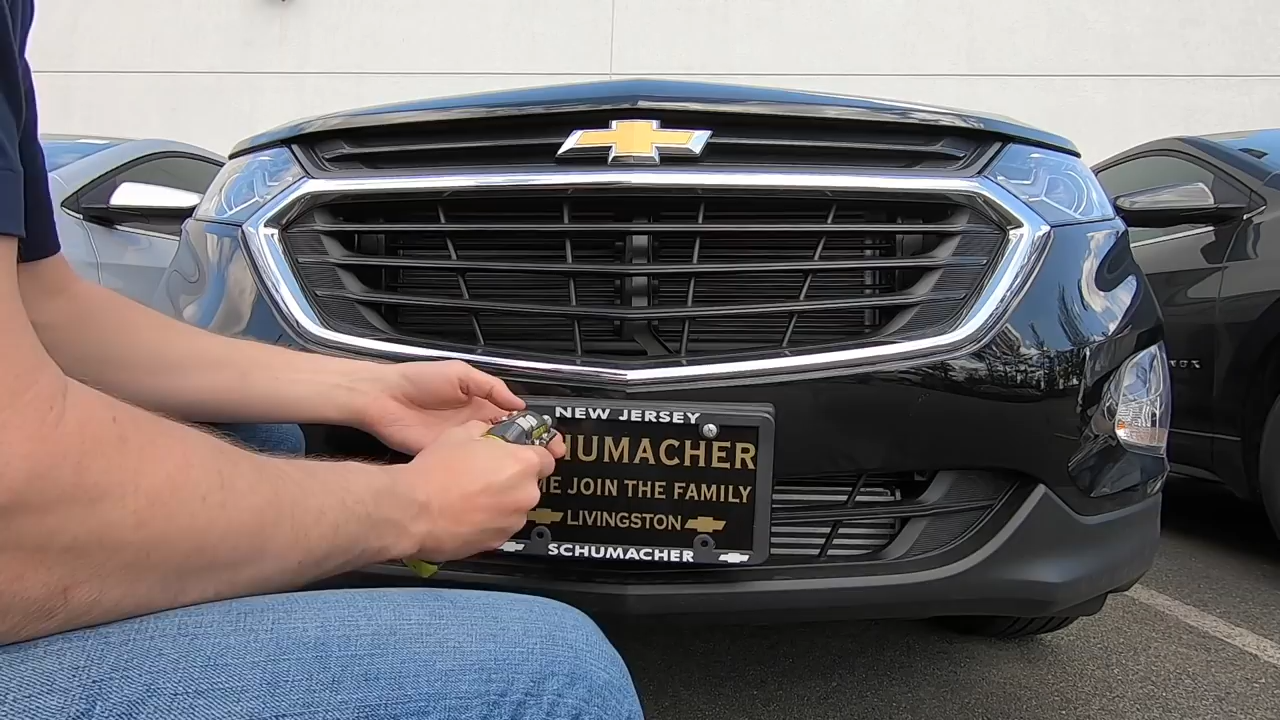 NEW JERSEY
HUMACHER
ME JOIN THE FAMILY
LIVINGSTON
SCHUMACHER